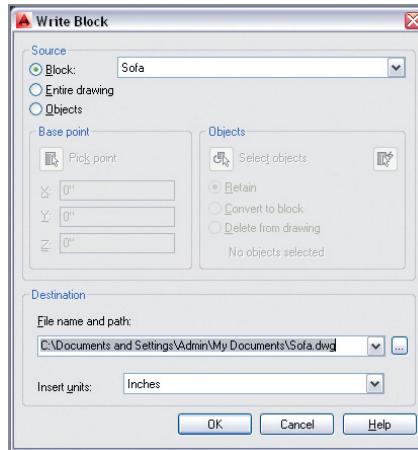 Write Block
Source
Block: Sofa
Entire drawing
Objects
Base point
Pick point
X: 0"
Y: 0"
Z: 0"
Objects
Select objects
Retain
Convert to block
Delete from drawing
No objects selected
Destination
File name and path:
C:\Documents and Settings\Admin\My Documents\Sofa.dwg ...
Insert units: Inches
OK Cancel Help